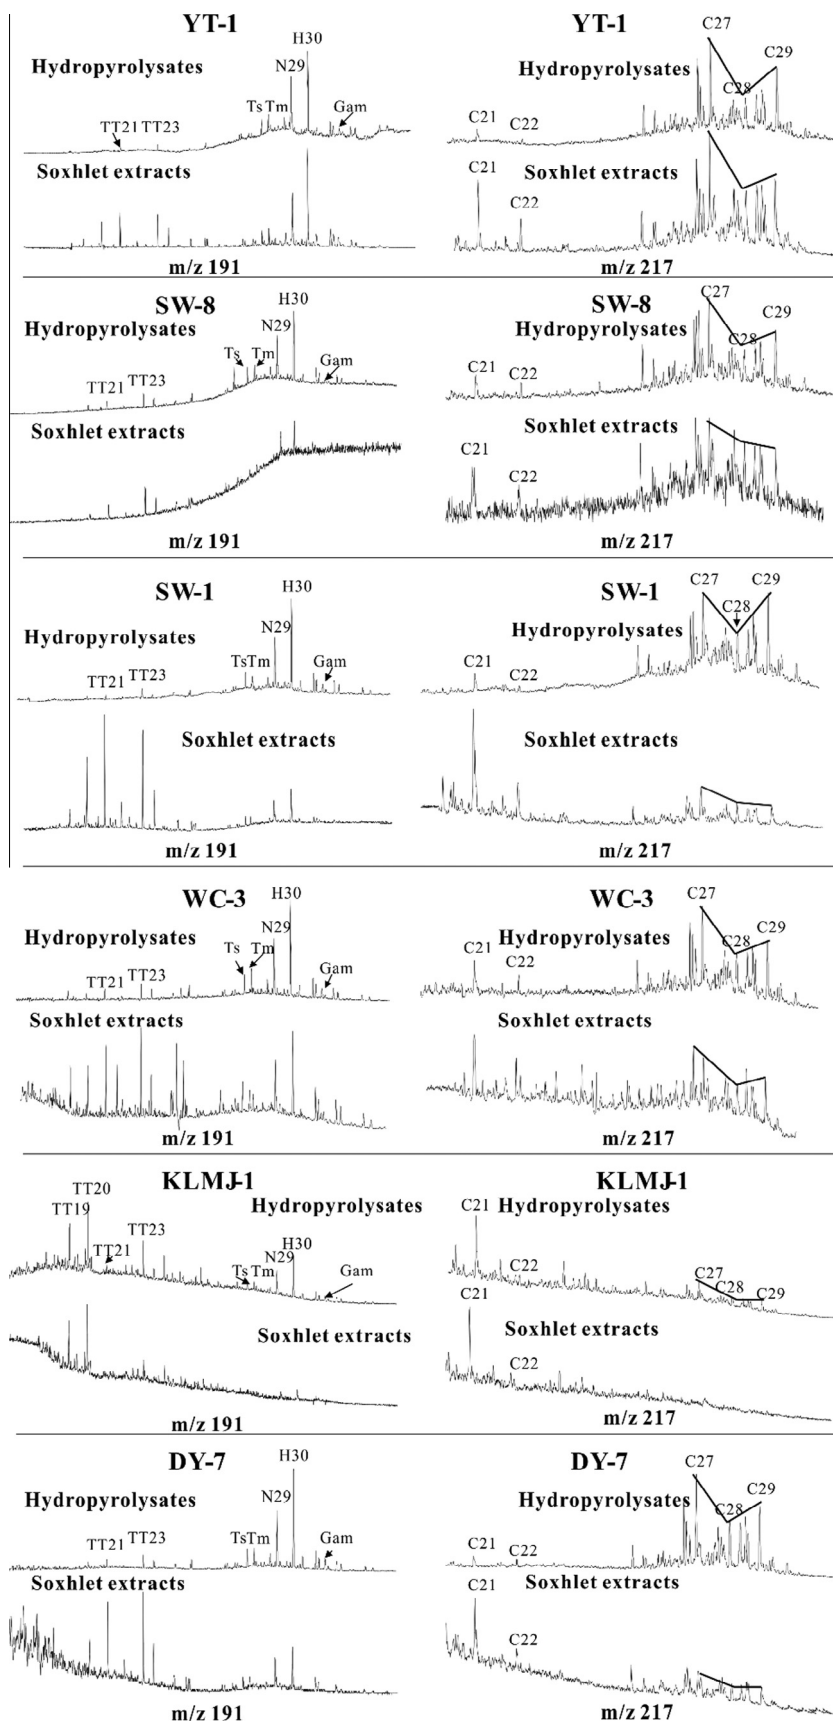 YT-1
H30
Hydropyrolysates
N29
Ts Tm
Gam
TT21 TT23
Soxhlet extracts
m/z 191
YT-1
C27
C29
Hydropyrolysates
C28
C21
C22
Soxhlet extracts
C21
C22
m/z 217
SW-8
H30
Hydropyrolysates
N29
Ts Tm
Gam
TT21 TT23
Soxhlet extracts
m/z 191
SW-8
C27
C29
Hydropyrolysates
C28
C21
C22
Soxhlet extracts
C21
C22
m/z 217
SW-1
H30
Hydropyrolysates
N29
TsTm
Gam
TT21 TT23
Soxhlet extracts
m/z 191
SW-1
C27
C29
C28
Hydropyrolysates
C21
C22
Soxhlet extracts
m/z 217
WC-3
H30
Hydropyrolysates
N29
Ts Tm
Gam
TT21 TT23
Soxhlet extracts
m/z 191
WC-3
C27
C29
Hydropyrolysates
C28
C21
C22
Soxhlet extracts
m/z 217
KLMJ-1
TT20
TT19
Hydropyrolysates
TT23
TT21
H30
N29
Ts Tm
Gam
Soxhlet extracts
m/z 191
KLMJ-1
C21
Hydropyrolysates
C22
C27
C28
C29
C21
Soxhlet extracts
C22
m/z 217
DY-7
H30
Hydropyrolysates
N29
TsTm
Gam
TT21 TT23
Soxhlet extracts
m/z 191
DY-7
C27
C29
Hydropyrolysates
C28
C21
C22
Soxhlet extracts
C21
C22
m/z 217